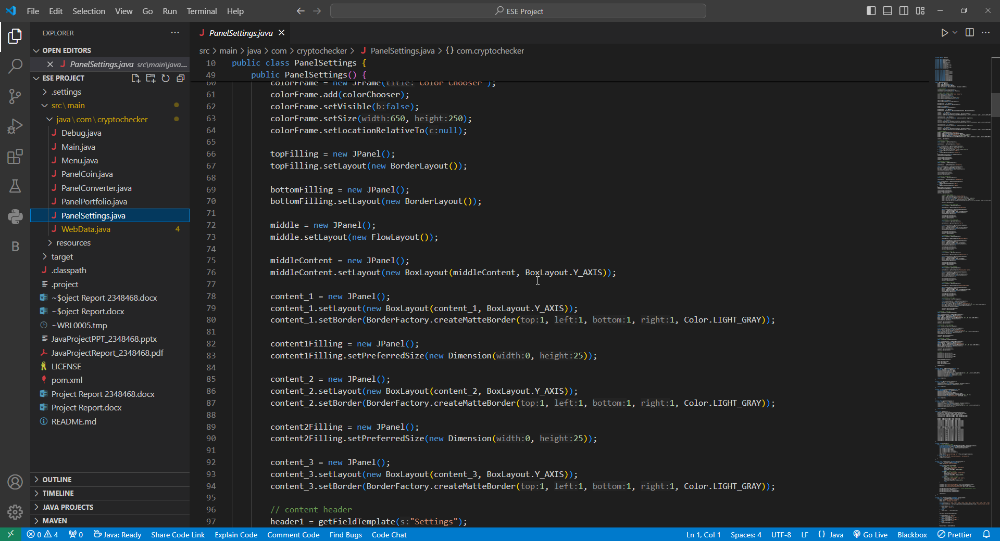 File Edit Selection View Go Run Terminal Help
ESE Project
EXPLORER
OPEN EDITORS
PanelSettings.java src\main\java...
ESE PROJECT
.settings
src\main
java\com\cryptochecker
Debug.java
Main.java
Menu.java
PanelCoin.java
PanelConverter.java
PanelPortfolio.java
PanelSettings.java
WebData.java 4
resources
target
.classpath
.project
~$oject Report 2348468.docx
~$oject Report.docx
~WRL0005.tmp
JavaProjectPPT_2348468.pptx
JavaProjectReport_2348468.pdf
LICENSE
pom.xml
Project Report 2348468.docx
Project Report.docx
README.md
OUTLINE
TIMELINE
JAVA PROJECTS
MAVEN
PanelSettings.java
src > main > java > com > cryptochecker > PanelSettings.java > {} com.cryptochecker
10 public class PanelSettings {
49 public PanelSettings() {
60 colorFrame = new JFrame(title:"Color Chooser");
61 colorFrame.add(colorChooser);
62 colorFrame.setVisible(b:false);
63 colorFrame.setSize(width:650, height:250);
64 colorFrame.setLocationRelativeTo(c:null);
65
66 topFilling = new JPanel();
67 topFilling.setLayout(new BorderLayout());
68
69 bottomFilling = new JPanel();
70 bottomFilling.setLayout(new BorderLayout());
71
72 middle = new JPanel();
73 middle.setLayout(new FlowLayout());
74
75 middleContent = new JPanel();
76 middleContent.setLayout(new BoxLayout(middleContent, BoxLayout.Y_AXIS));
77
78 content_1 = new JPanel();
79 content_1.setLayout(new BoxLayout(content_1, BoxLayout.Y_AXIS));
80 content_1.setBorder(BorderFactory.createMatteBorder(top:1, left:1, bottom:1, right:1, Color.LIGHT_GRAY));
81
82 content1Filling = new JPanel();
83 content1Filling.setPreferredSize(new Dimension(width:0, height:25));
84
85 content_2 = new JPanel();
86 content_2.setLayout(new BoxLayout(content_2, BoxLayout.Y_AXIS));
87 content_2.setBorder(BorderFactory.createMatteBorder(top:1, left:1, bottom:1, right:1, Color.LIGHT_GRAY));
88
89 content2Filling = new JPanel();
90 content2Filling.setPreferredSize(new Dimension(width:0, height:25));
91
92 content_3 = new JPanel();
93 content_3.setLayout(new BoxLayout(content_3, BoxLayout.Y_AXIS));
94 content_3.setBorder(BorderFactory.createMatteBorder(top:1, left:1, bottom:1, right:1, Color.LIGHT_GRAY));
95
96 // content header
97 header1 = getFieldTemplate(s:"Settings");
0 4 0 Java: Ready Share Code Link Explain Code Comment Code Find Bugs Code Chat Ln 1, Col 1 Spaces: 4 UTF-8 LF {} Java Go Live Blackbox Prettier